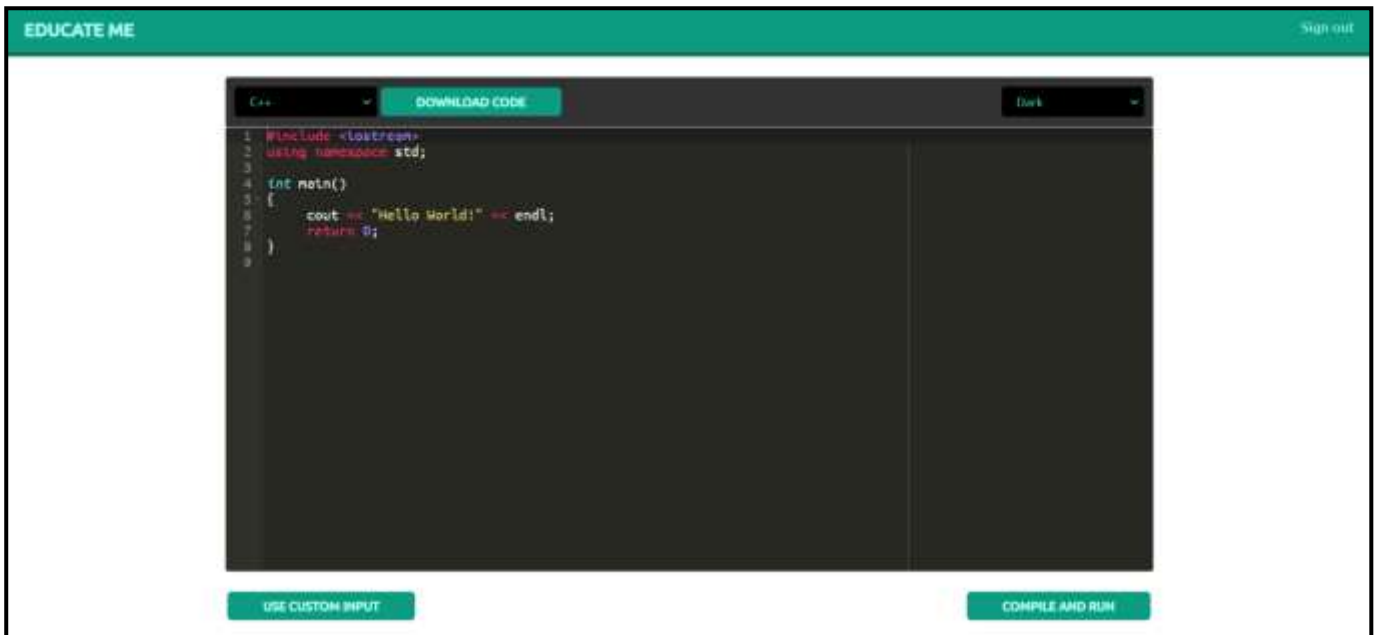 EDUCATE ME
Sign out
C++
DOWNLOAD CODE
Dark
1 #include <iostream>
2 using namespace std;
3
4 int main()
5 {
6 cout << "Hello World!" << endl;
7 return 0;
8 }
9
USE CUSTOM INPUT
COMPILE AND RUN